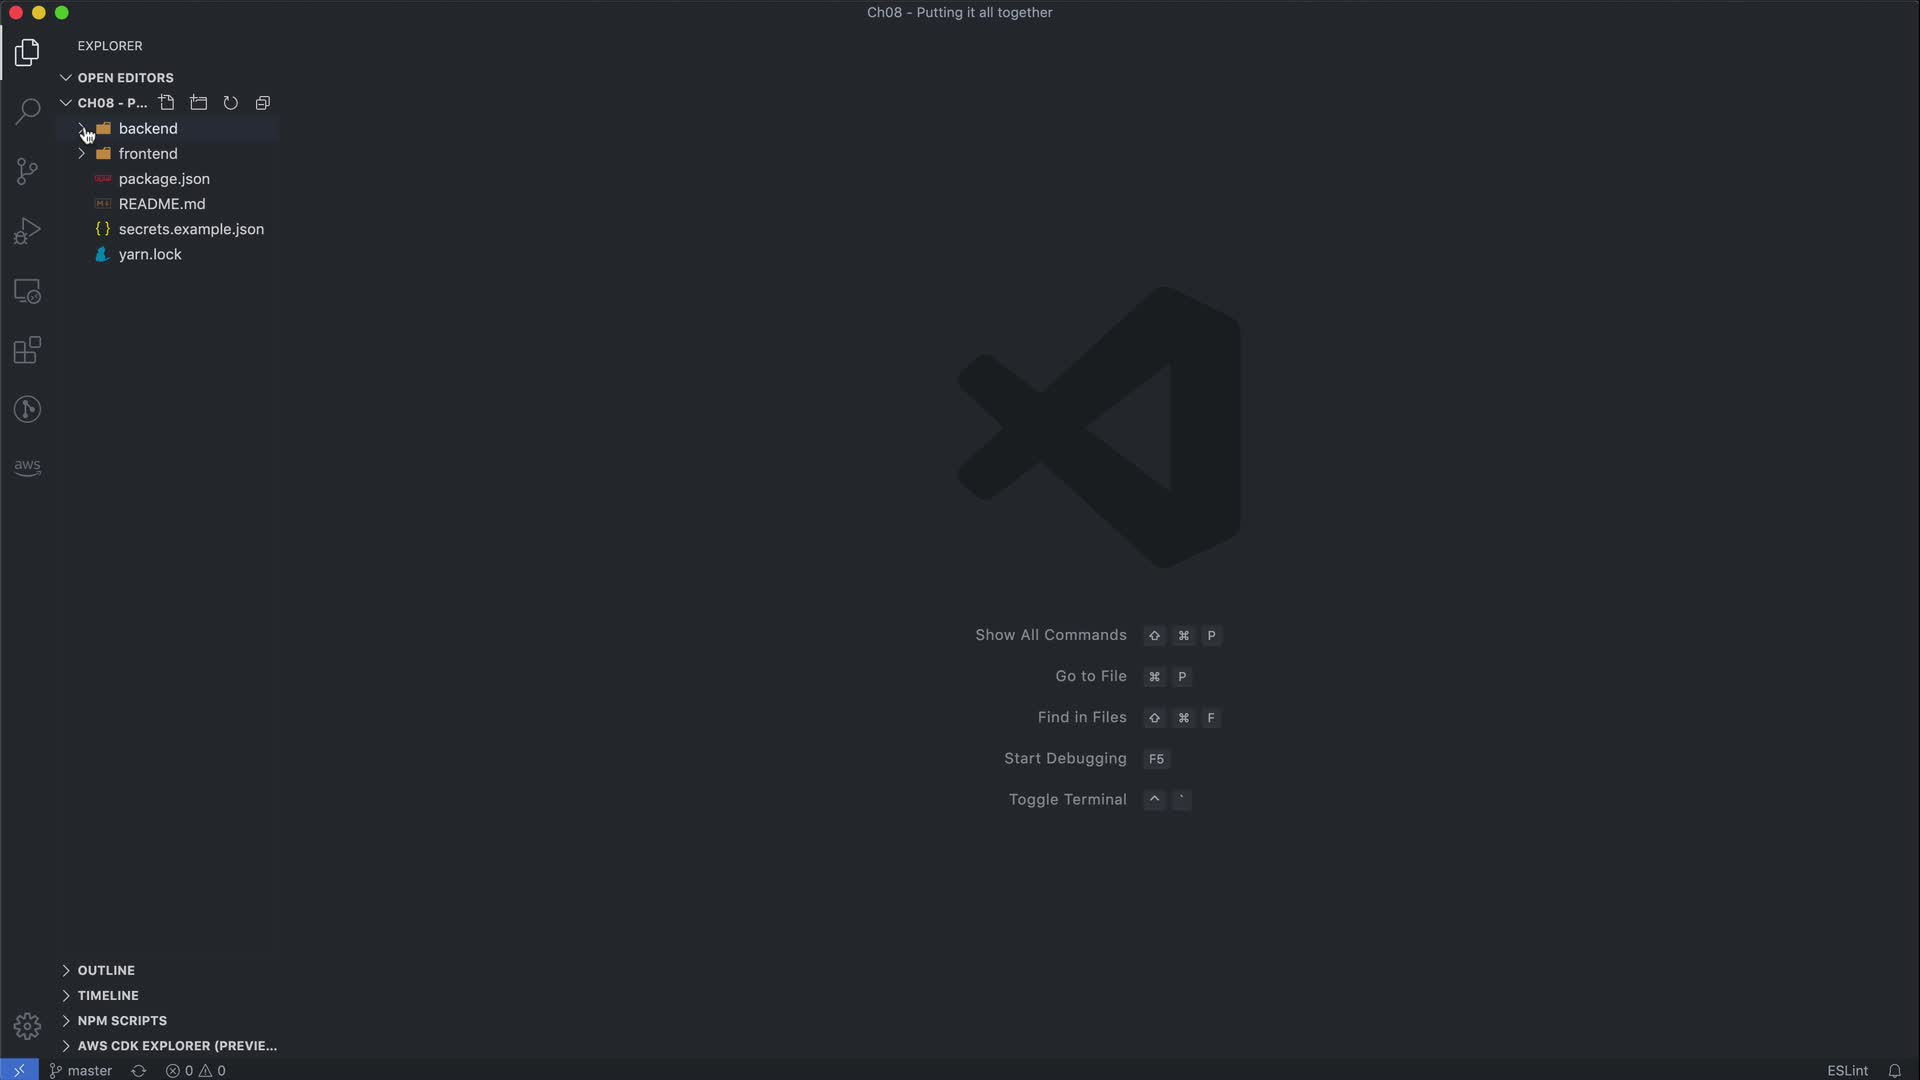 Ch08 - Putting it all together
EXPLORER
OPEN EDITORS
CH08 - P...
backend
frontend
package.json
README.md
{ } secrets.example.json
yarn.lock
aws
Show All Commands ⇧ ⌘ P
Go to File ⌘ P
Find in Files ⇧ ⌘ F
Start Debugging F5
Toggle Terminal ^ `
OUTLINE
TIMELINE
NPM SCRIPTS
AWS CDK EXPLORER (PREVIE...
master 0 0 ESLint